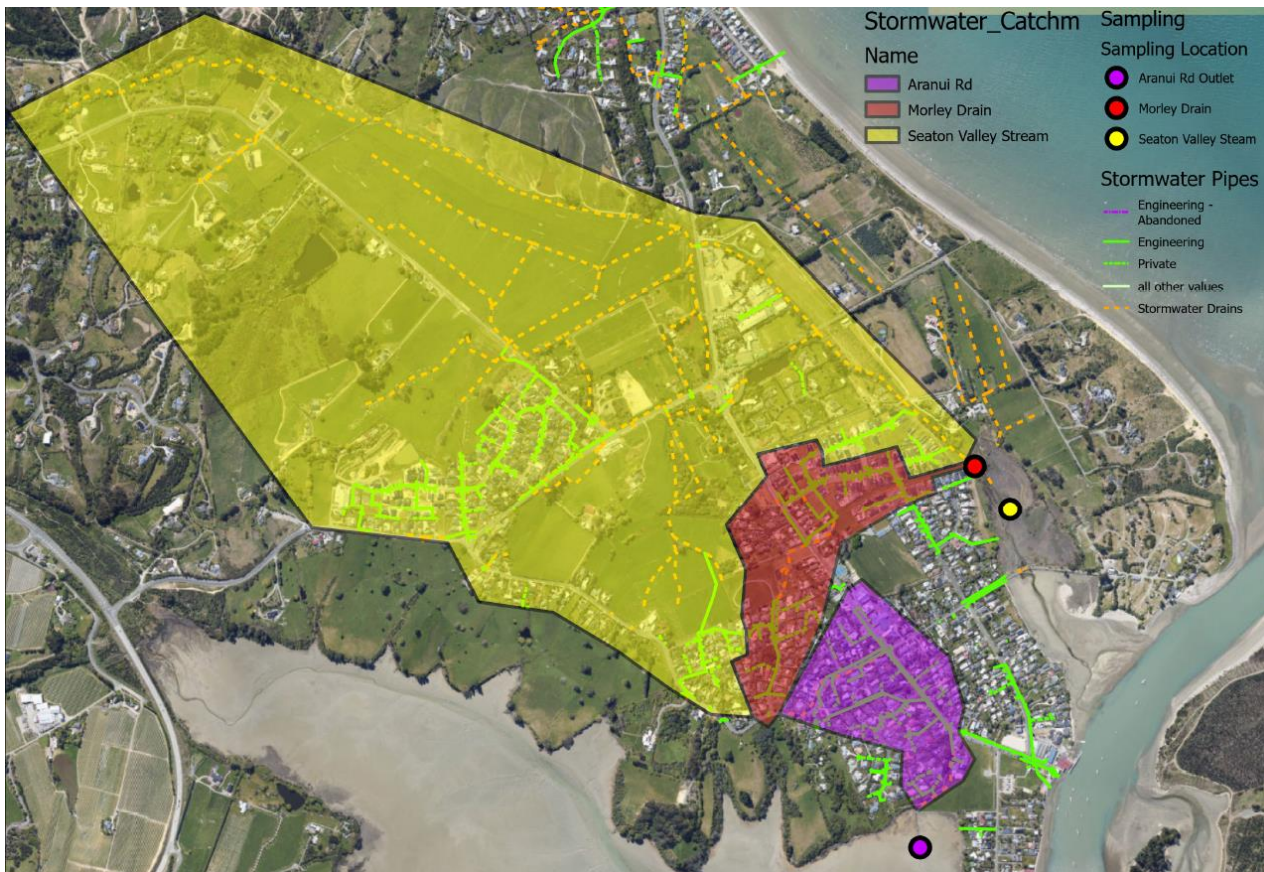 Stormwater_Catchm
Name
Aranui Rd
Morley Drain
Seaton Valley Stream
Sampling
Sampling Location
Aranui Rd Outlet
Morley Drain
Seaton Valley Steam
Stormwater Pipes
Engineering -
Abandoned
Engineering
Private
all other values
Stormwater Drains